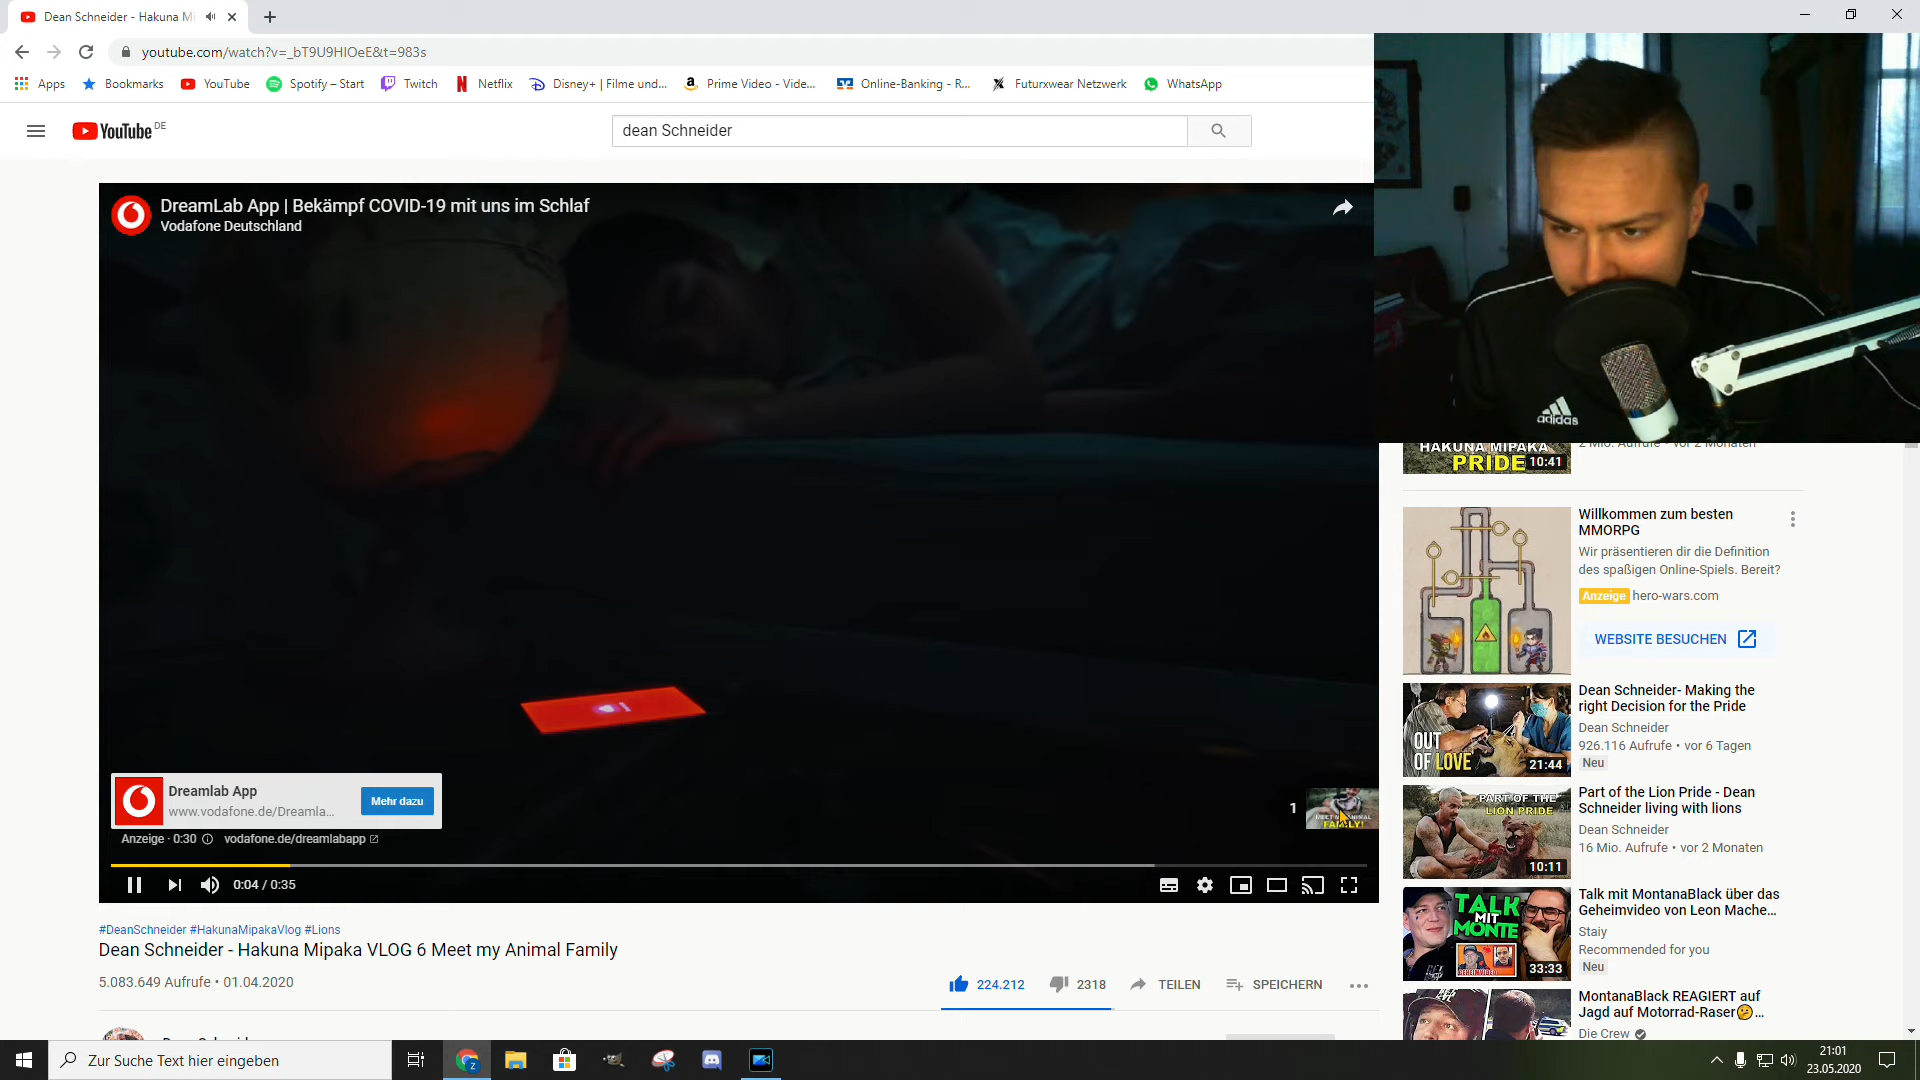 Dean Schneider - Hakuna Mi
youtube.com/watch?v=_bT9U9HIOeE&t=983s
Apps
Bookmarks
YouTube
Spotify – Start
Twitch
Netflix
Disney+ | Filme und...
Prime Video - Vide...
Online-Banking - R...
Futurxwear Netzwerk
WhatsApp
YouTube DE
dean Schneider
DreamLab App | Bekämpf COVID-19 mit uns im Schlaf
Vodafone Deutschland
adidas
HAKUNA MIPAKA
PRIDE
10:41
2 Mio. Aufrufe • vor 2 Monaten
Willkommen zum besten
MMORPG
Wir präsentieren dir die Definition
des spaßigen Online-Spiels. Bereit?
Anzeige hero-wars.com
WEBSITE BESUCHEN
OUT
OF LOVE
21:44
Dean Schneider- Making the
right Decision for the Pride
Dean Schneider
926.116 Aufrufe • vor 6 Tagen
Neu
PART OF THE
LION PRIDE
10:11
Part of the Lion Pride - Dean
Schneider living with lions
Dean Schneider
16 Mio. Aufrufe • vor 2 Monaten
TALK
MIT
MONTE
33:33
Talk mit MontanaBlack über das
Geheimvideo von Leon Mache...
Staiy
Recommended for you
Neu
MontanaBlack REAGIERT auf
Jagd auf Motorrad-Raser🤔...
Die Crew
Dreamlab App
www.vodafone.de/Dreamla...
Mehr dazu
Anzeige · 0:30
vodafone.de/dreamlabapp
1
FAMILY!
0:04 / 0:35
#DeanSchneider #HakunaMipakaVlog #Lions
Dean Schneider - Hakuna Mipaka VLOG 6 Meet my Animal Family
5.083.649 Aufrufe • 01.04.2020
224.212
2318
TEILEN
SPEICHERN
Zur Suche Text hier eingeben
21:01
23.05.2020